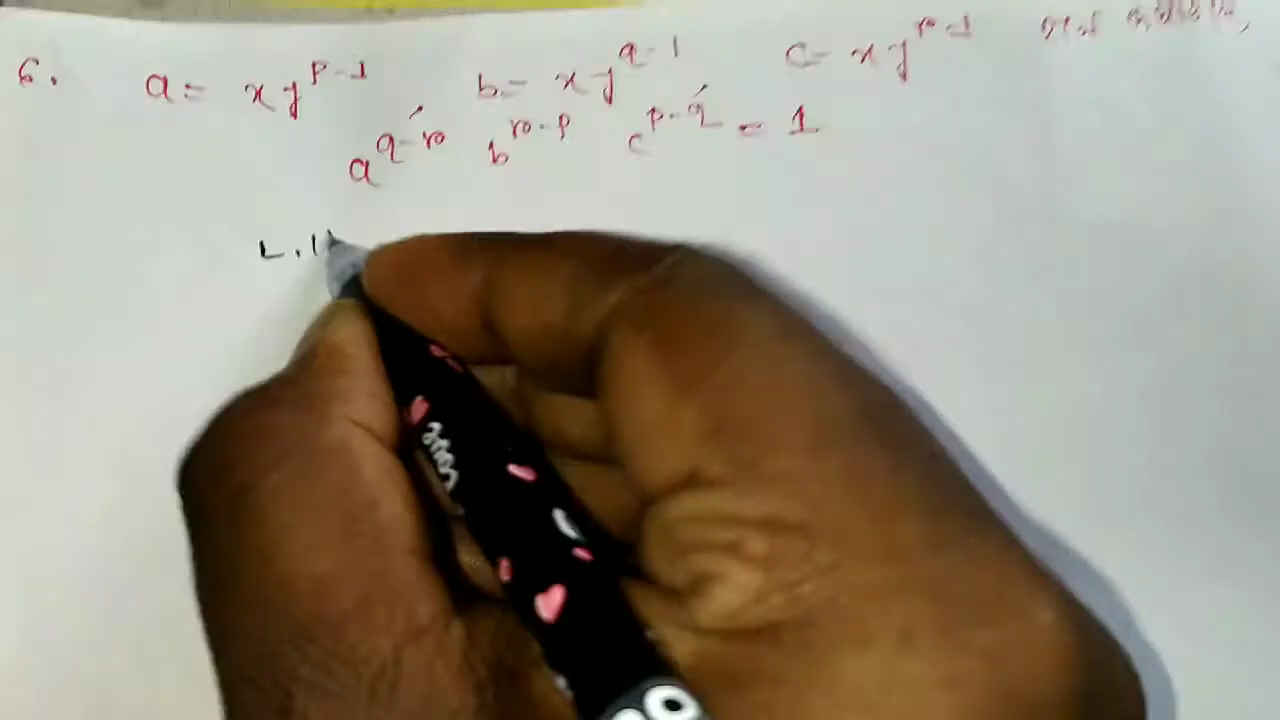 6. a = xy^{p-1} b = xy^{q-1} c = xy^{r-1}
a^{q-r} b^{r-p} c^{p-q} = 1
L.H